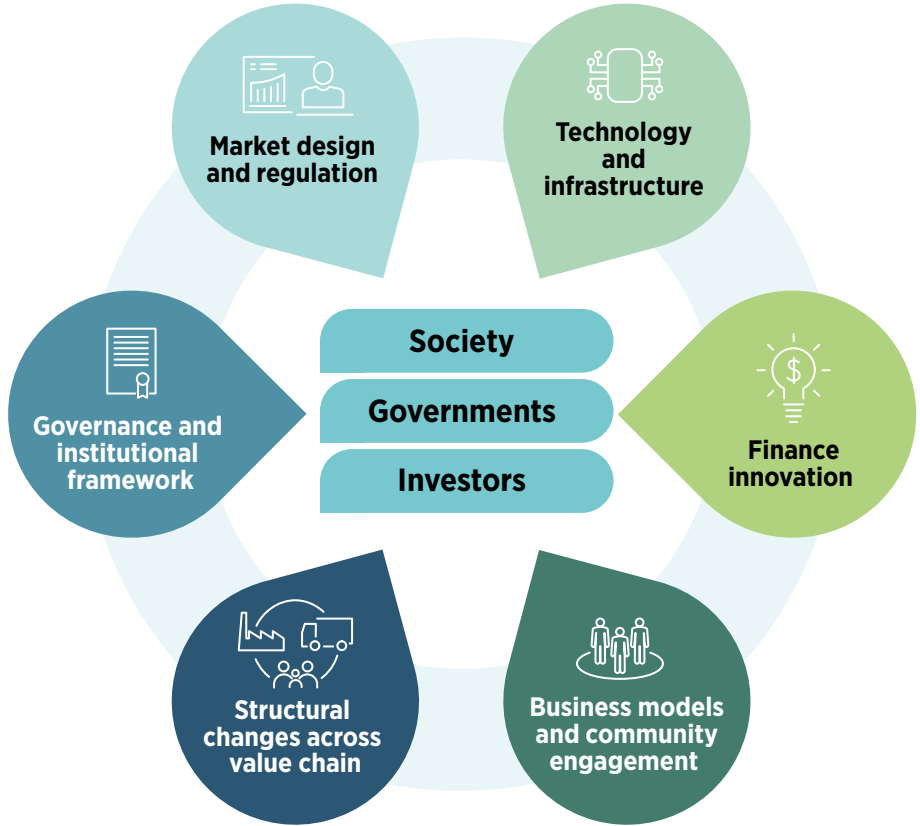 Market design
and regulation
Technology
and
infrastructure
Governance and
institutional
framework
Society
Governments
Investors
$
Finance
innovation
Structural
changes across
value chain
Business models
and community
engagement